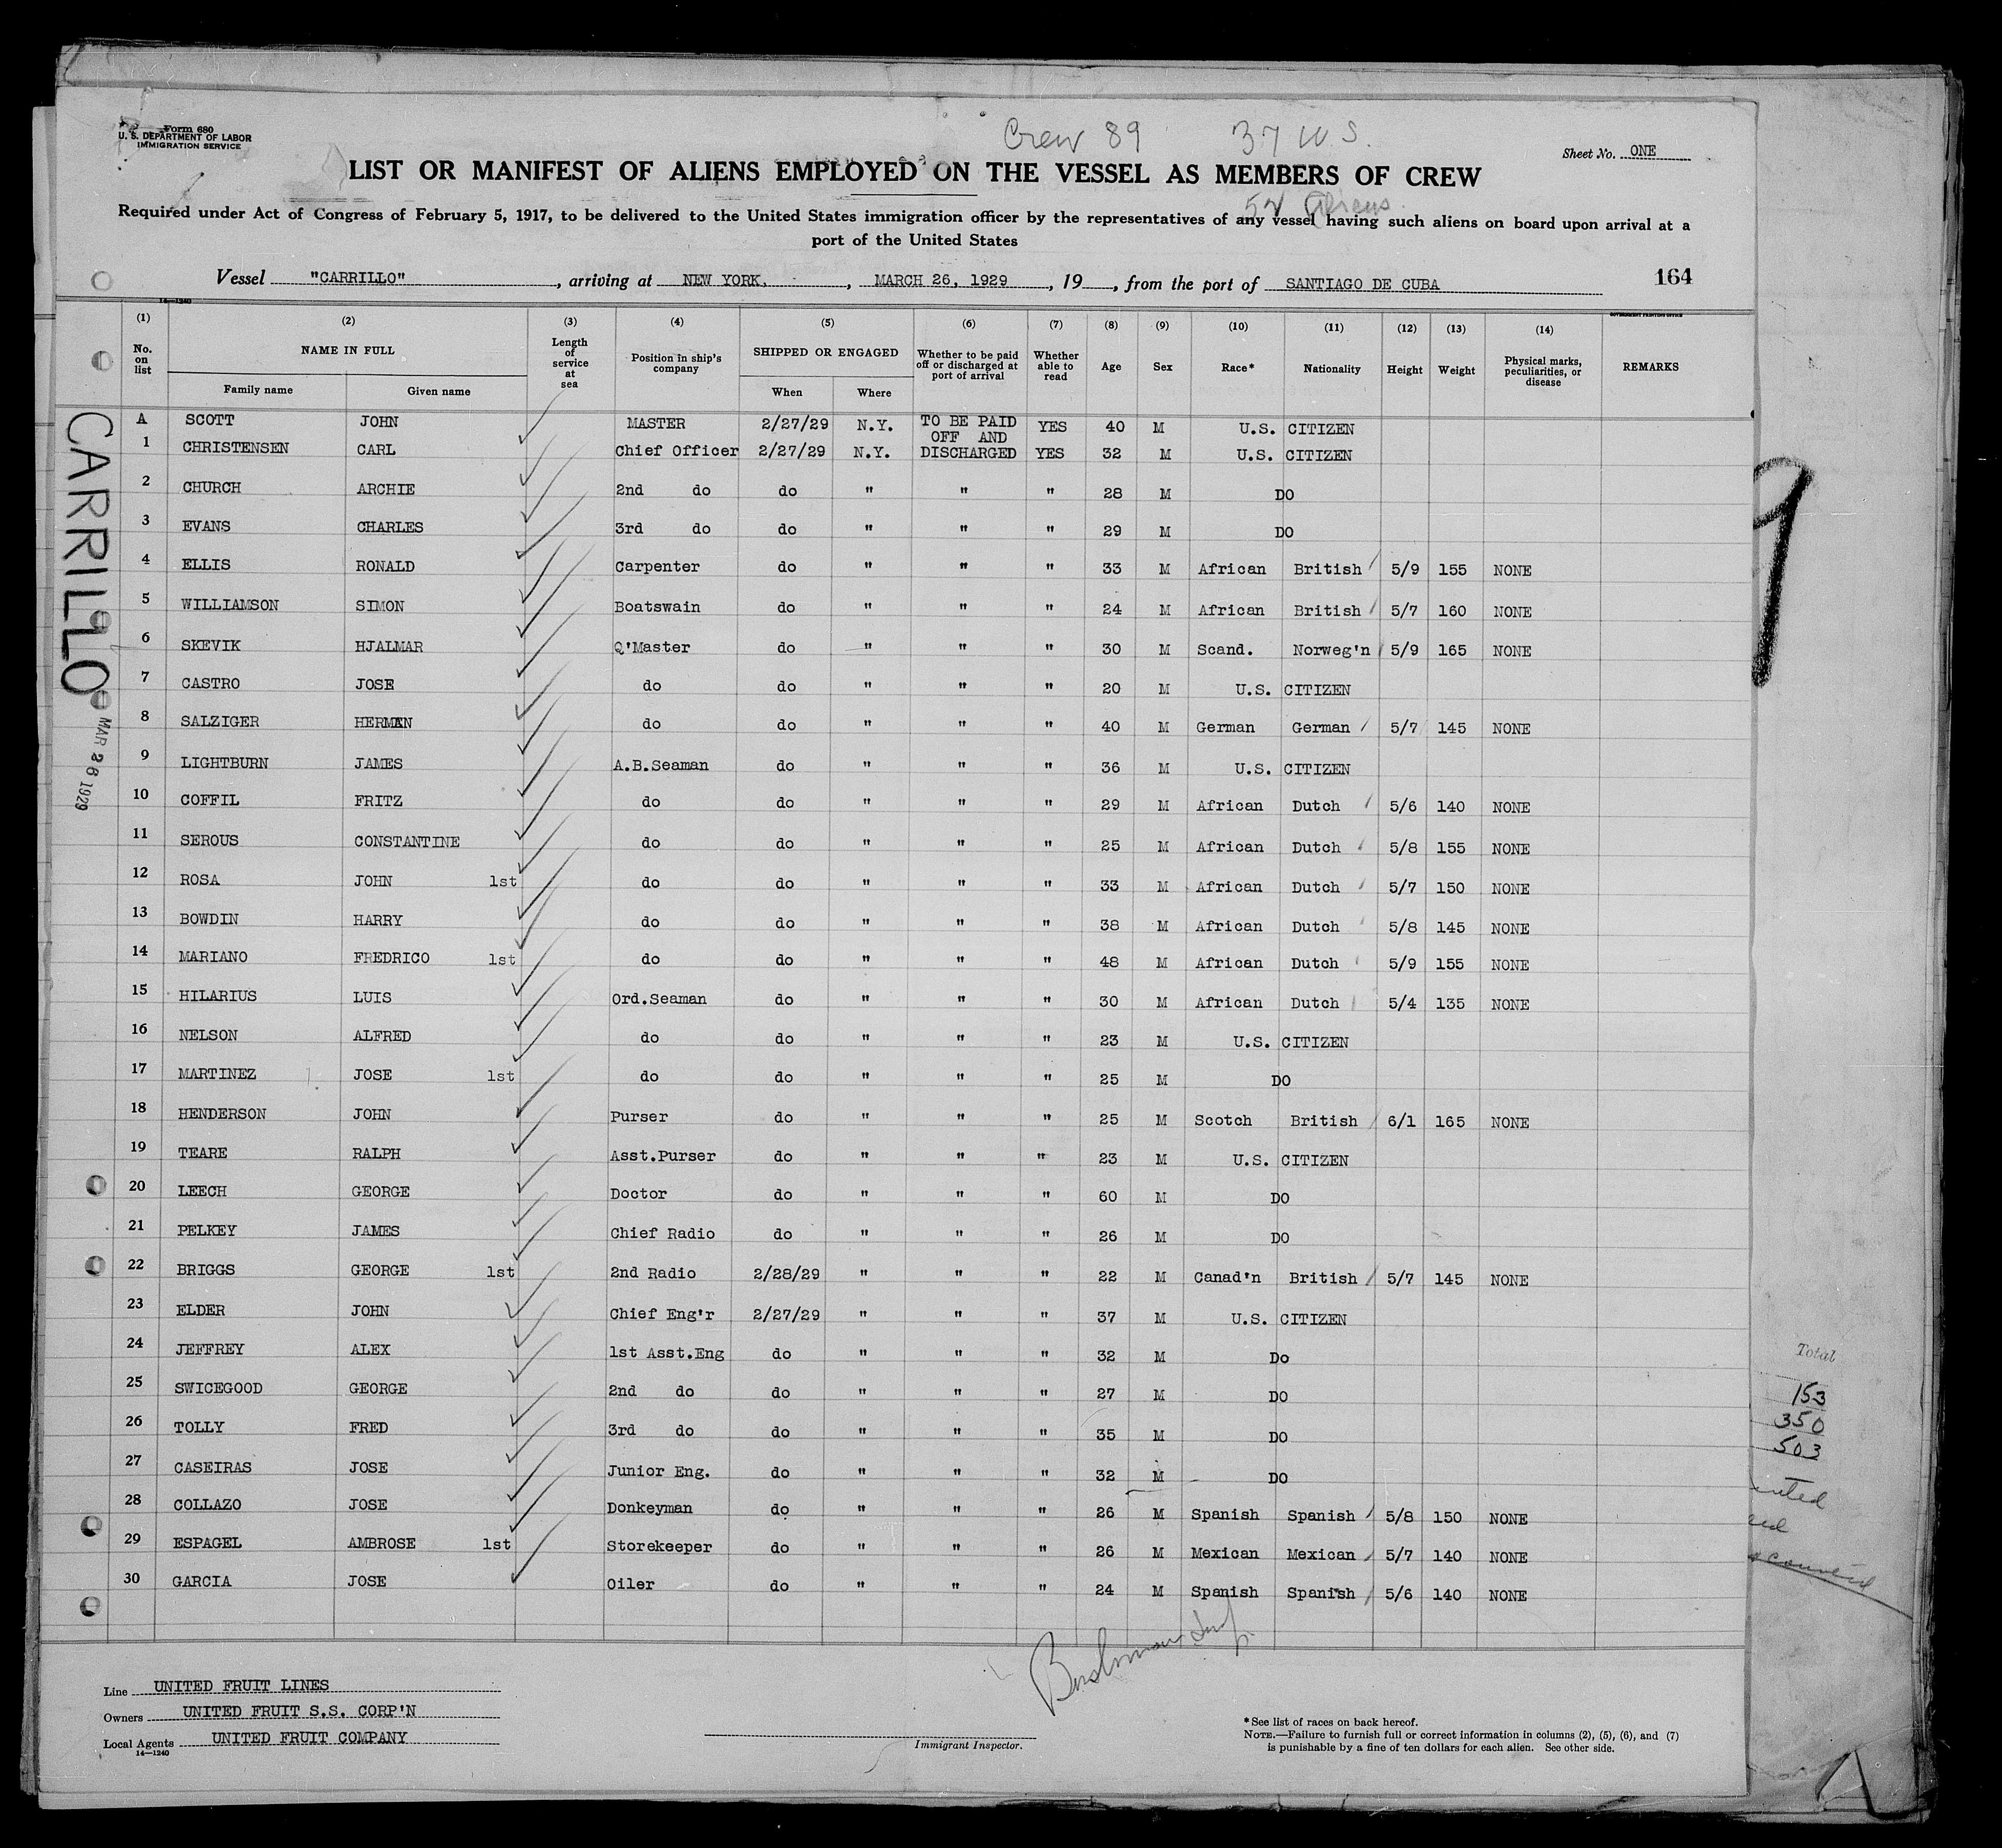 Form 680
U. S. DEPARTMENT OF LABOR
IMMIGRATION SERVICE
Crew 89 37 U.S.
Sheet No. ONE
LIST OR MANIFEST OF ALIENS EMPLOYED ON THE VESSEL AS MEMBERS OF CREW
52 Aliens.
Required under Act of Congress of February 5, 1917, to be delivered to the United States immigration officer by the representatives of any vessel having such aliens on board upon arrival at a
port of the United States
Vessel "CARRILLO", arriving at NEW YORK, MARCH 26, 1929, 19, from the port of SANTIAGO DE CUBA
164
14-1240
GOVERNMENT PRINTING OFFICE
(1) (2) (3) (4) (5) (6) (7) (8) (9) (10) (11) (12) (13) (14)
No. on list NAME IN FULL Length of service at sea Position in ship's company SHIPPED OR ENGAGED Whether to be paid off or discharged at port of arrival Whether able to read Age Sex Race* Nationality Height Weight Physical marks, peculiarities, or disease REMARKS
Family name Given name When Where
A SCOTT JOHN MASTER 2/27/29 N.Y. TO BE PAID YES 40 M U.S. CITIZEN
OFF AND
1 CHRISTENSEN CARL Chief Officer 2/27/29 N.Y. DISCHARGED YES 32 M U.S. CITIZEN
2 CHURCH ARCHIE 2nd do do " " " 28 M DO
3 EVANS CHARLES 3rd do do " " " 29 M DO
4 ELLIS RONALD Carpenter do " " " 33 M African British 5/9 155 NONE
5 WILLIAMSON SIMON Boatswain do " " " 24 M African British 5/7 160 NONE
6 SKEVIK HJALMAR Q'Master do " " " 30 M Scand. Norweg'n 5/9 165 NONE
7 CASTRO JOSE do do " " " 20 M U.S. CITIZEN
8 SALZIGER HERMAN do do " " " 40 M German German 5/7 145 NONE
9 LIGHTBURN JAMES A.B.Seaman do " " " 36 M U.S. CITIZEN
10 COFFIL FRITZ do do " " " 29 M African Dutch 5/6 140 NONE
11 SEROUS CONSTANTINE do do " " " 25 M African Dutch 5/8 155 NONE
12 ROSA JOHN 1st do do " " " 33 M African Dutch 5/7 150 NONE
13 BOWDIN HARRY do do " " " 38 M African Dutch 5/8 145 NONE
14 MARIANO FREDRICO 1st do do " " " 48 M African Dutch 5/9 155 NONE
15 HILARIUS LUIS Ord.Seaman do " " " 30 M African Dutch 5/4 135 NONE
16 NELSON ALFRED do do " " " 23 M U.S. CITIZEN
17 MARTINEZ JOSE 1st do do " " " 25 M DO
18 HENDERSON JOHN Purser do " " " 25 M Scotch British 6/1 165 NONE
19 TEARE RALPH Asst.Purser do " " " 23 M U.S. CITIZEN
20 LEECH GEORGE Doctor do " " " 60 M DO
21 PELKEY JAMES Chief Radio do " " " 26 M DO
22 BRIGGS GEORGE 1st 2nd Radio 2/28/29 " " " 22 M Canad'n British 5/7 145 NONE
23 ELDER JOHN Chief Eng'r 2/27/29 " " " 37 M U.S. CITIZEN
24 JEFFREY ALEX 1st Asst.Eng do " " " 32 M Do
25 SWICEGOOD GEORGE 2nd do do " " " 27 M DO
26 TOLLY FRED 3rd do do " " " 35 M DO
27 CASEIRAS JOSE Junior Eng. do " " " 32 M DO
28 COLLAZO JOSE Donkeyman do " " " 26 M Spanish Spanish 5/8 150 NONE
29 ESPAGEL AMBROSE 1st Storekeeper do " " " 26 M Mexican Mexican 5/7 140 NONE
30 GARCIA JOSE Oiler do " " " 24 M Spanish Spanish 5/6 140 NONE
CARRILLO
MAR 26 1929
Total
153
350
503
Line UNITED FRUIT LINES
Owners UNITED FRUIT S.S. CORP'N
Local Agents UNITED FRUIT COMPANY
14-1240
Immigrant Inspector.
*See list of races on back hereof.
NOTE.—Failure to furnish full or correct information in columns (2), (5), (6), and (7)
is punishable by a fine of ten dollars for each alien. See other side.